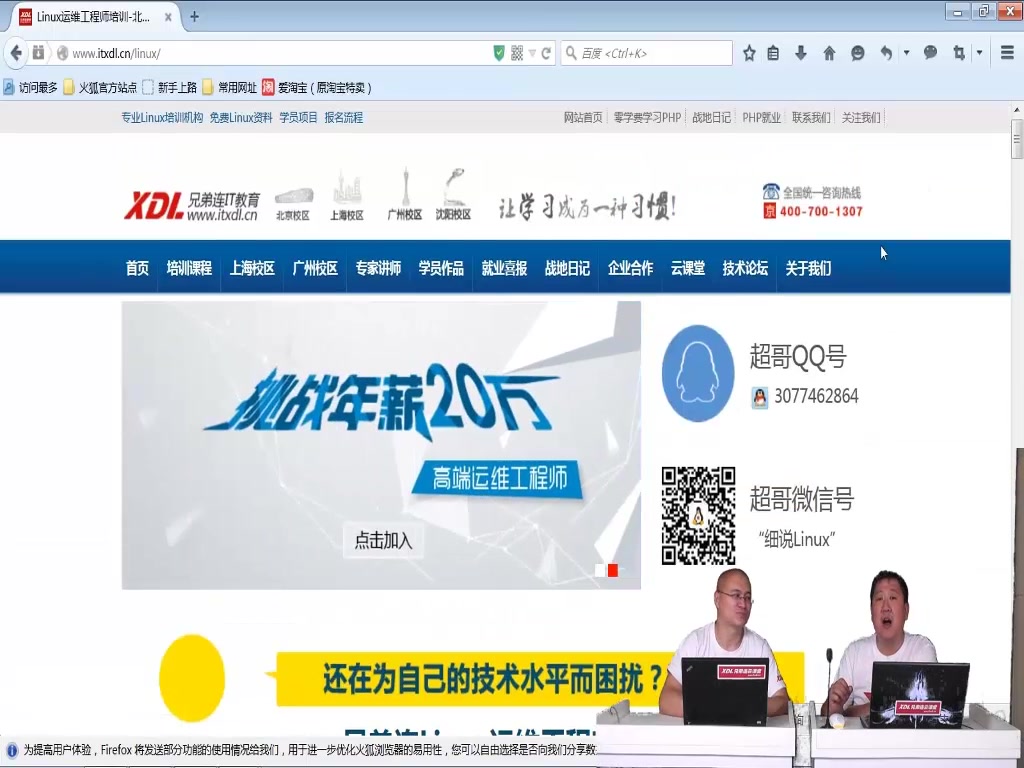 Linux运维工程师培训-北...
www.itxdl.cn/linux/
百度 <Ctrl+K>
访问最多 火狐官方站点 新手上路 常用网址 爱淘宝（原淘宝特卖）
专业Linux培训机构 免费Linux资料 学员项目 报名流程
网站首页 零学费学习PHP 战地日记 PHP就业 联系我们 关注我们
XDL 兄弟连IT教育
www.itxdl.cn
北京校区 上海校区 广州校区 沈阳校区
让学习成为一种习惯!
全国统一咨询热线
京 400-700-1307
首页 培训课程 上海校区 广州校区 专家讲师 学员作品 就业喜报 战地日记 企业合作 云课堂 技术论坛 关于我们
挑战年薪20万
高端运维工程师
点击加入
超哥QQ号
3077462864
超哥微信号
“细说Linux”
还在为自己的技术水平而困扰？
兄弟连Linux运维工程
为提高用户体验，Firefox 将发送部分功能的使用情况给我们，用于进一步优化火狐浏览器的易用性，您可以自由选择是否向我们分享数